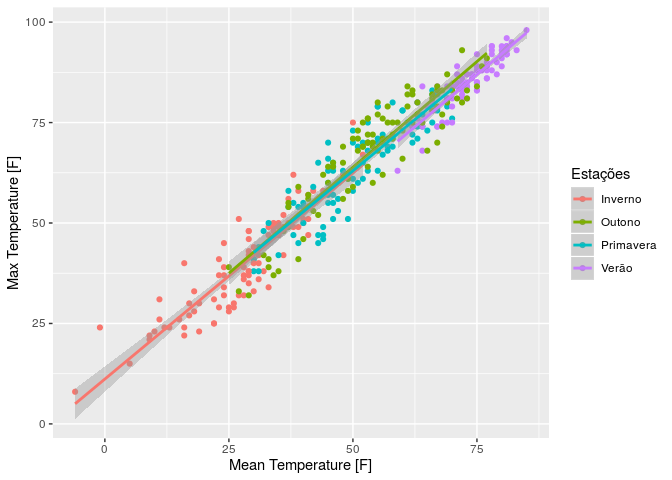 100
75
50
25
0
Max Temperature [F]
0 25 50 75
Mean Temperature [F]
Estações
Inverno
Outono
Primavera
Verão